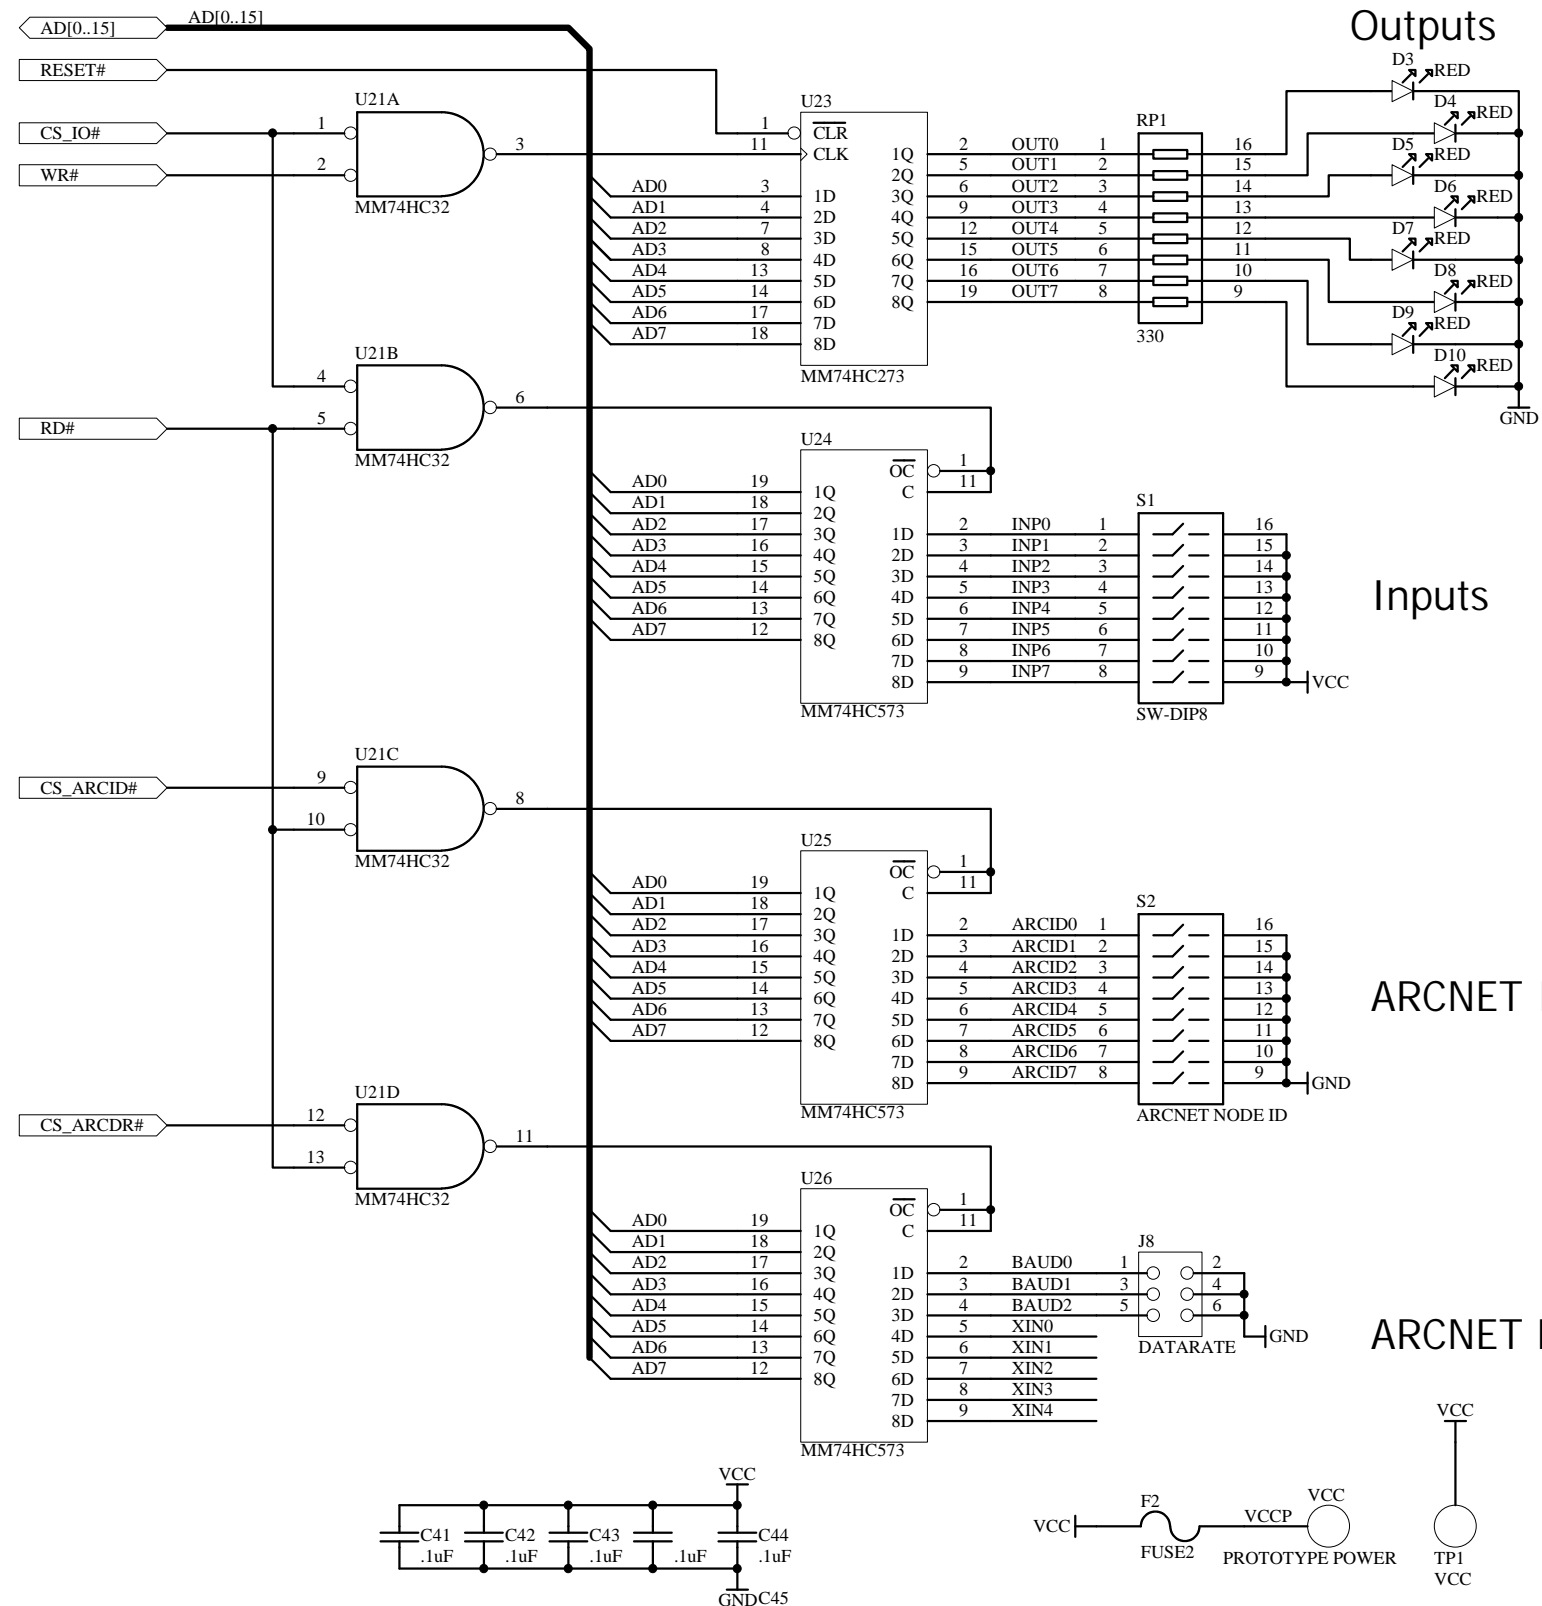 Outputs
AD[0..15]
AD[0..15]
RESET#
CS_IO#
WR#
U21A
1
2
3
MM74HC32
U23
1
11
CLR
CLK
AD0 3 1D
AD1 4 2D
AD2 7 3D
AD3 8 4D
AD4 13 5D
AD5 14 6D
AD6 17 7D
AD7 18 8D
1Q 2 OUT0 1
2Q 5 OUT1 2
3Q 6 OUT2 3
4Q 9 OUT3 4
5Q 12 OUT4 5
6Q 15 OUT5 6
7Q 16 OUT6 7
8Q 19 OUT7 8
MM74HC273
RP1
330
16
15
14
13
12
11
10
9
D3 RED
D4 RED
D5 RED
D6 RED
D7 RED
D8 RED
D9 RED
D10 RED
GND
RD#
U21B
4
5
6
MM74HC32
U24
OC 1
C 11
AD0 19 1Q
AD1 18 2Q
AD2 17 3Q
AD3 16 4Q
AD4 15 5Q
AD5 14 6Q
AD6 13 7Q
AD7 12 8Q
1D 2 INP0 1
2D 3 INP1 2
3D 4 INP2 3
4D 5 INP3 4
5D 6 INP4 5
6D 7 INP5 6
7D 8 INP6 7
8D 9 INP7 8
MM74HC573
S1
16
15
14
13
12
11
10
9
VCC
SW-DIP8
Inputs
CS_ARCID#
U21C
9
10
8
MM74HC32
U25
OC 1
C 11
AD0 19 1Q
AD1 18 2Q
AD2 17 3Q
AD3 16 4Q
AD4 15 5Q
AD5 14 6Q
AD6 13 7Q
AD7 12 8Q
1D 2 ARCID0 1
2D 3 ARCID1 2
3D 4 ARCID2 3
4D 5 ARCID3 4
5D 6 ARCID4 5
6D 7 ARCID5 6
7D 8 ARCID6 7
8D 9 ARCID7 8
MM74HC573
S2
16
15
14
13
12
11
10
9
GND
ARCNET NODE ID
ARCNET
CS_ARCDR#
U21D
12
13
11
MM74HC32
U26
OC 1
C 11
AD0 19 1Q
AD1 18 2Q
AD2 17 3Q
AD3 16 4Q
AD4 15 5Q
AD5 14 6Q
AD6 13 7Q
AD7 12 8Q
1D 2 BAUD0 1
2D 3 BAUD1 3
3D 4 BAUD2 5
4D 5 XIN0
5D 6 XIN1
6D 7 XIN2
7D 8 XIN3
8D 9 XIN4
MM74HC573
J8
2
4
6
GND
DATARATE
ARCNET
VCC
C41 C42 C43 C44
.1uF .1uF .1uF .1uF .1uF
GND C45
VCC
F2
FUSE2
VCCP
VCC
PROTOTYPE POWER
VCC
TP1
VCC